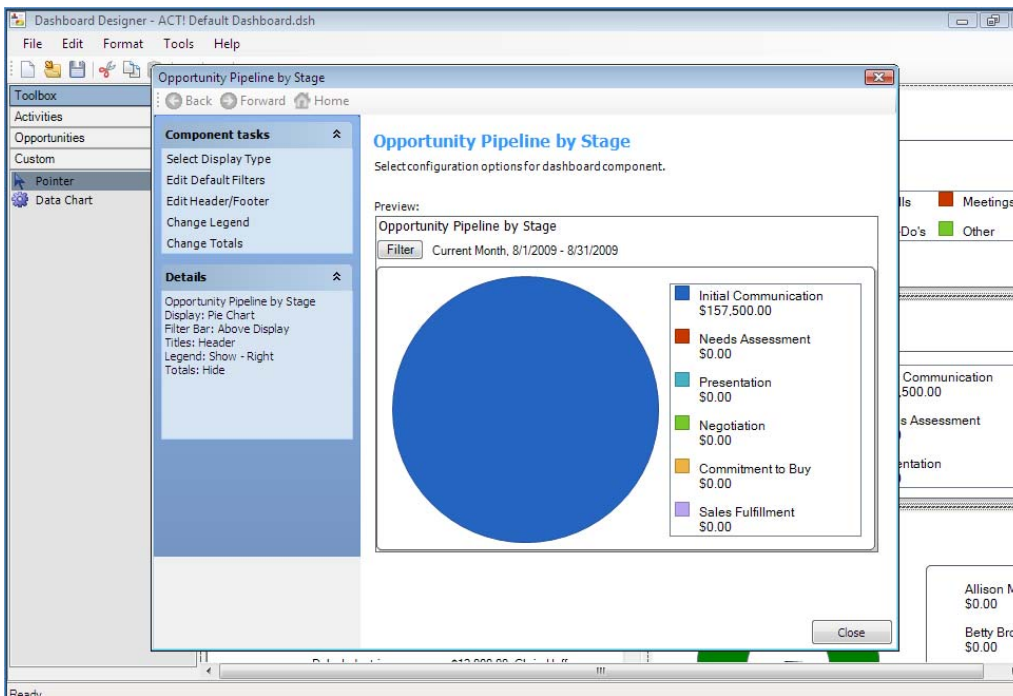 Dashboard Designer - ACT! Default Dashboard.dsh
File Edit Format Tools Help
Toolbox
Activities
Opportunities
Custom
Pointer
Data Chart
Opportunity Pipeline by Stage
Back Forward Home
Component tasks
Select Display Type
Edit Default Filters
Edit Header/Footer
Change Legend
Change Totals
Details
Opportunity Pipeline by Stage
Display: Pie Chart
Filter Bar: Above Display
Titles: Header
Legend: Show - Right
Totals: Hide
Opportunity Pipeline by Stage
Select configuration options for dashboard component.
Preview:
Opportunity Pipeline by Stage
Filter Current Month, 8/1/2009 - 8/31/2009
Initial Communication
$157,500.00
Needs Assessment
$0.00
Presentation
$0.00
Negotiation
$0.00
Commitment to Buy
$0.00
Sales Fulfillment
$0.00
Close
lls Meetings
-Do's Other
Communication
,500.00
s Assessment
entation
Allison M
$0.00
Betty Bro
$0.00
Ready